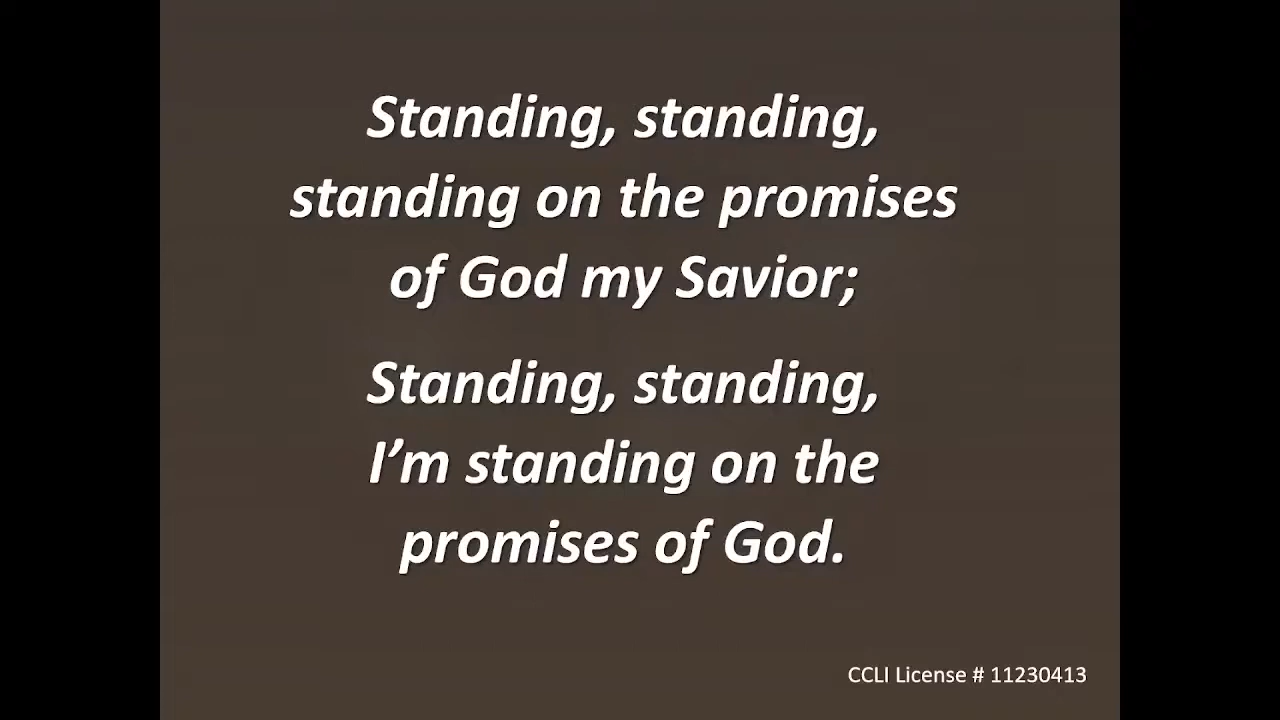 Standing, standing,
standing on the promises
of God my Savior;
Standing, standing,
I’m standing on the
promises of God.
CCLI License # 11230413